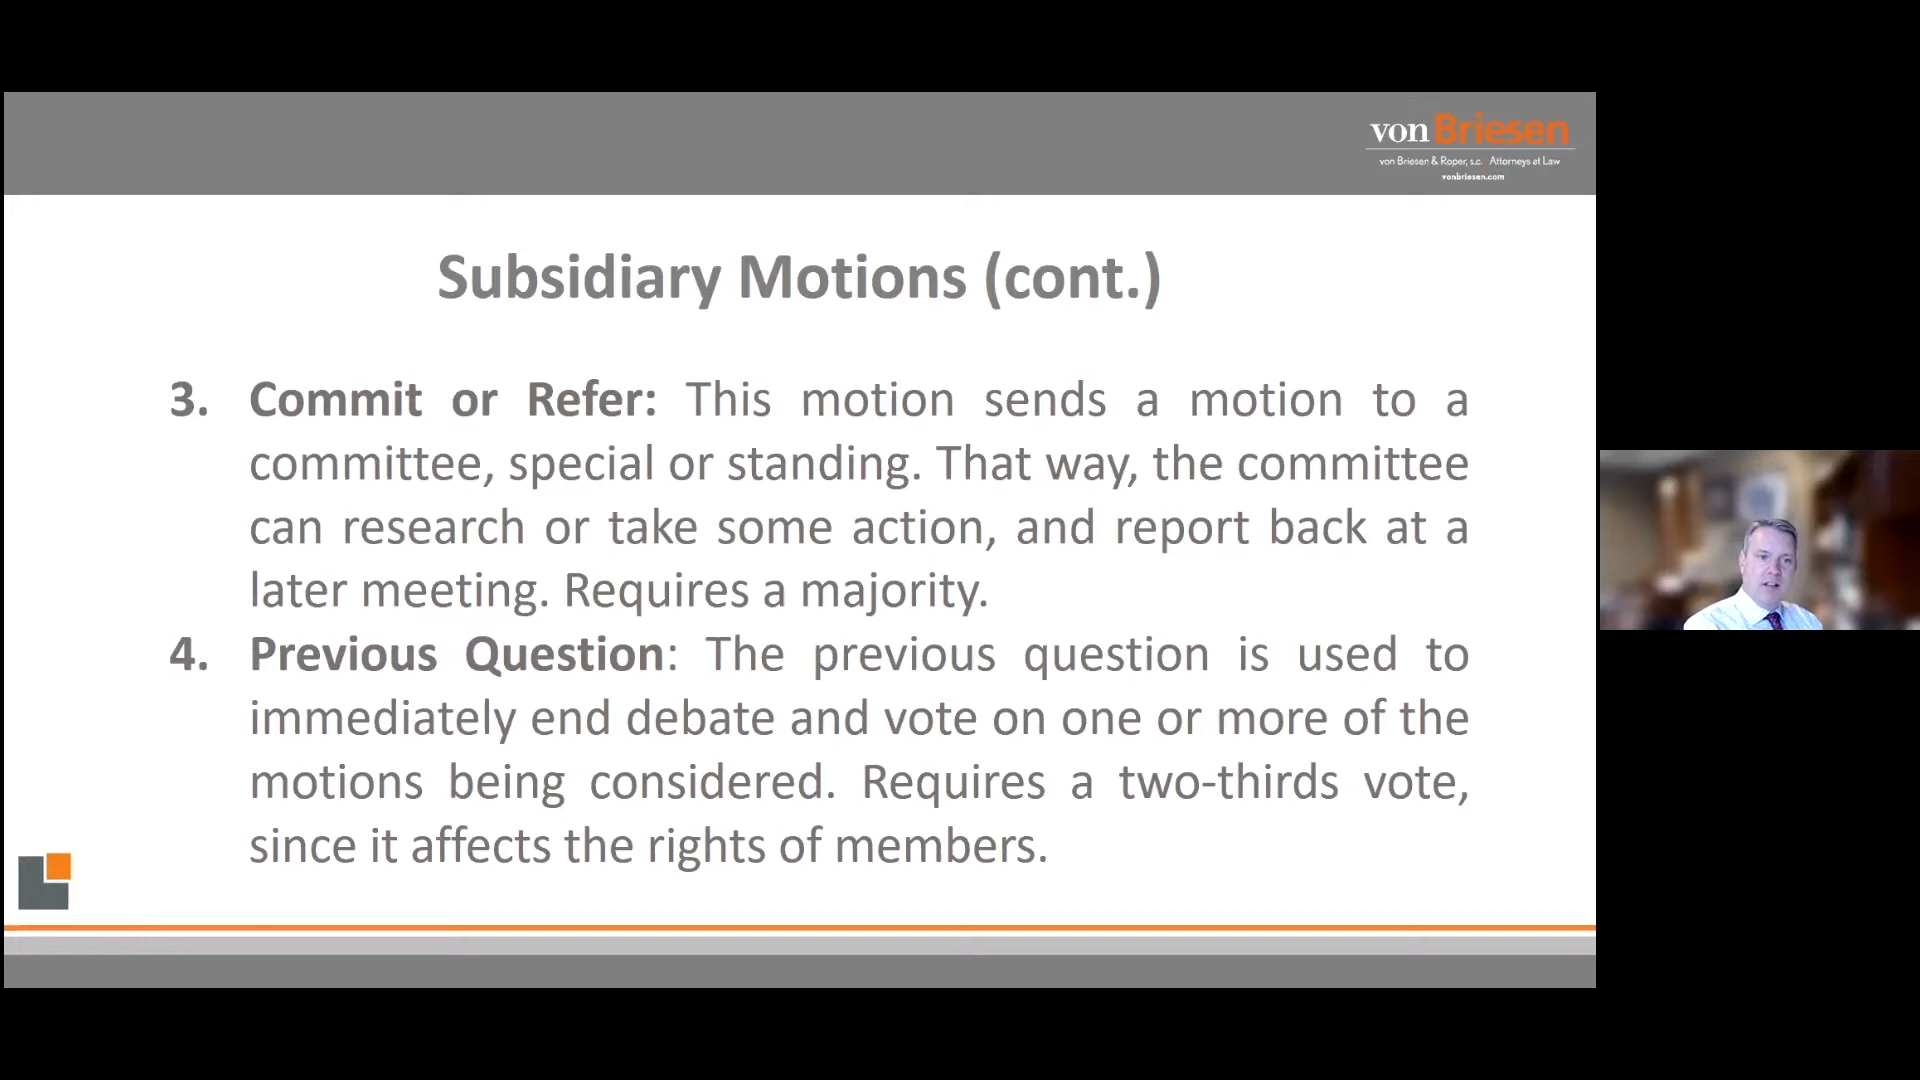 von Briesen
von Briesen & Roper, s.c. Attorneys at Law
vonbriesen.com
Subsidiary Motions (cont.)
3. Commit or Refer: This motion sends a motion to a
committee, special or standing. That way, the committee
can research or take some action, and report back at a
later meeting. Requires a majority.
4. Previous Question: The previous question is used to
immediately end debate and vote on one or more of the
motions being considered. Requires a two-thirds vote,
since it affects the rights of members.